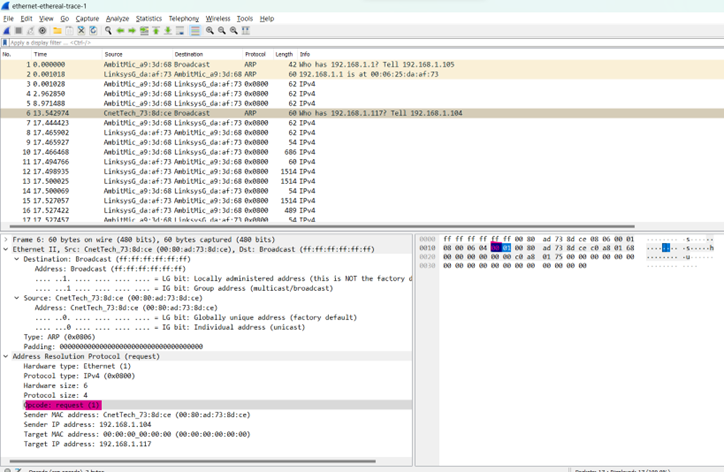 ethernet-ethereal-trace-1
File Edit View Go Capture Analyze Statistics Telephony Wireless Tools Help
Apply a display filter ... <Ctrl-/>
No. Time Source Destination Protocol Length Info
1 0.000000 AmbitMic_a9:3d:68 Broadcast ARP 42 Who has 192.168.1.1? Tell 192.168.1.105
2 0.001018 LinksysG_da:af:73 AmbitMic_a9:3d:68 ARP 60 192.168.1.1 is at 00:06:25:da:af:73
3 0.001028 AmbitMic_a9:3d:68 LinksysG_da:af:73 0x0800 62 IPv4
4 2.962850 AmbitMic_a9:3d:68 LinksysG_da:af:73 0x0800 62 IPv4
5 8.971488 AmbitMic_a9:3d:68 LinksysG_da:af:73 0x0800 62 IPv4
6 13.542974 CnetTech_73:8d:ce Broadcast ARP 60 Who has 192.168.1.117? Tell 192.168.1.104
7 17.444423 AmbitMic_a9:3d:68 LinksysG_da:af:73 0x0800 62 IPv4
8 17.465902 LinksysG_da:af:73 AmbitMic_a9:3d:68 0x0800 62 IPv4
9 17.465927 AmbitMic_a9:3d:68 LinksysG_da:af:73 0x0800 54 IPv4
10 17.466468 AmbitMic_a9:3d:68 LinksysG_da:af:73 0x0800 686 IPv4
11 17.494766 LinksysG_da:af:73 AmbitMic_a9:3d:68 0x0800 60 IPv4
12 17.498935 LinksysG_da:af:73 AmbitMic_a9:3d:68 0x0800 1514 IPv4
13 17.500025 LinksysG_da:af:73 AmbitMic_a9:3d:68 0x0800 1514 IPv4
14 17.500069 AmbitMic_a9:3d:68 LinksysG_da:af:73 0x0800 54 IPv4
15 17.527057 LinksysG_da:af:73 AmbitMic_a9:3d:68 0x0800 1514 IPv4
16 17.527422 LinksysG_da:af:73 AmbitMic_a9:3d:68 0x0800 489 IPv4
17 17.527457 AmbitMic_a9:3d:68 LinksysG_da:af:73 0x0800 54 IPv4
Frame 6: 60 bytes on wire (480 bits), 60 bytes captured (480 bits)
Ethernet II, Src: CnetTech_73:8d:ce (00:80:ad:73:8d:ce), Dst: Broadcast (ff:ff:ff:ff:ff:ff)
Destination: Broadcast (ff:ff:ff:ff:ff:ff)
Address: Broadcast (ff:ff:ff:ff:ff:ff)
.... ..1. .... .... .... .... = LG bit: Locally administered address (this is NOT the factory d
.... ...1 .... .... .... .... = IG bit: Group address (multicast/broadcast)
Source: CnetTech_73:8d:ce (00:80:ad:73:8d:ce)
Address: CnetTech_73:8d:ce (00:80:ad:73:8d:ce)
.... ..0. .... .... .... .... = LG bit: Globally unique address (factory default)
.... ...0 .... .... .... .... = IG bit: Individual address (unicast)
Type: ARP (0x0806)
Padding: 000000000000000000000000000000000000
Address Resolution Protocol (request)
Hardware type: Ethernet (1)
Protocol type: IPv4 (0x0800)
Hardware size: 6
Protocol size: 4
Opcode: request (1)
Sender MAC address: CnetTech_73:8d:ce (00:80:ad:73:8d:ce)
Sender IP address: 192.168.1.104
Target MAC address: 00:00:00_00:00:00 (00:00:00:00:00:00)
Target IP address: 192.168.1.117
0000 ff ff ff ff ff ff 00 80 ad 73 8d ce 08 06 00 01 ········ ·s······
0010 08 00 06 04 00 01 00 80 ad 73 8d ce c0 a8 01 68 ········ ·s·····h
0020 00 00 00 00 00 00 c0 a8 01 75 00 00 00 00 00 00 ········ ·u······
0030 00 00 00 00 00 00 00 00 00 00 00 00 ········ ····